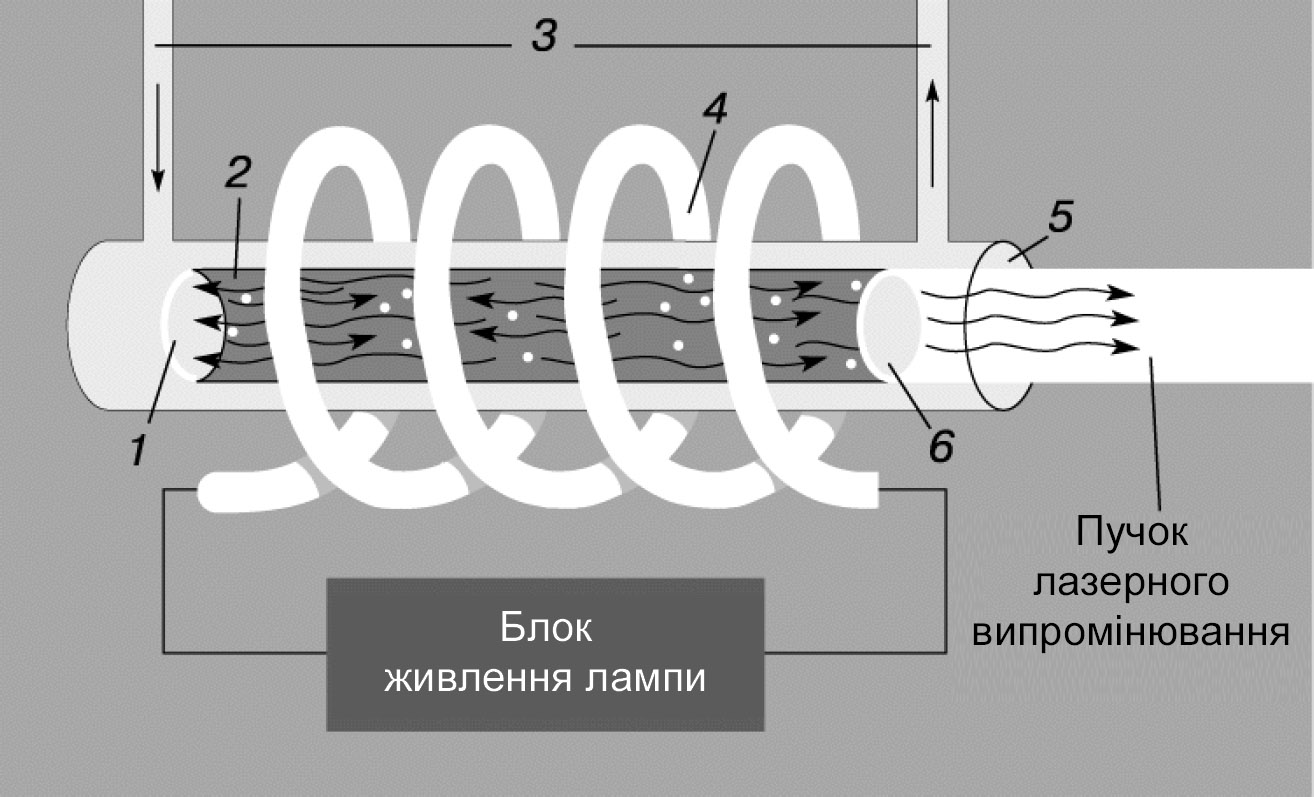 3
4
2
5
1
6
Пучок
лазерного
випромінювання
Блок
живлення лампи